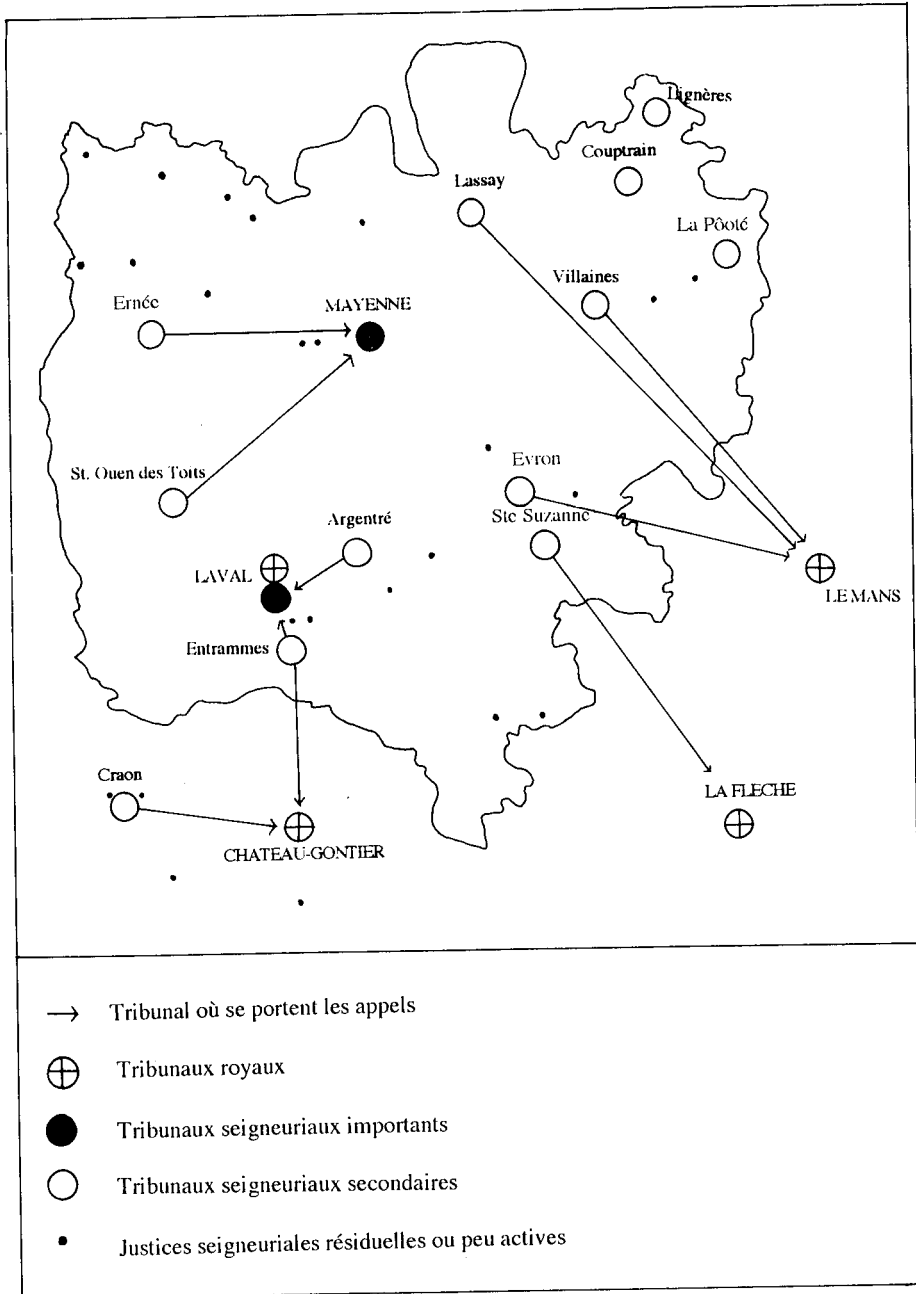 Lignères
Couptrain
Lassay
La Pôoté
Villaines
Ernée
MAYENNE
St. Ouen des Toits
Evron
Argentré
Ste Suzanne
LAVAL
LE MANS
Entrammes
Craon
LA FLECHE
CHATEAU-GONTIER
Tribunal où se portent les appels
Tribunaux royaux
Tribunaux seigneuriaux importants
Tribunaux seigneuriaux secondaires
Justices seigneuriales résiduelles ou peu actives